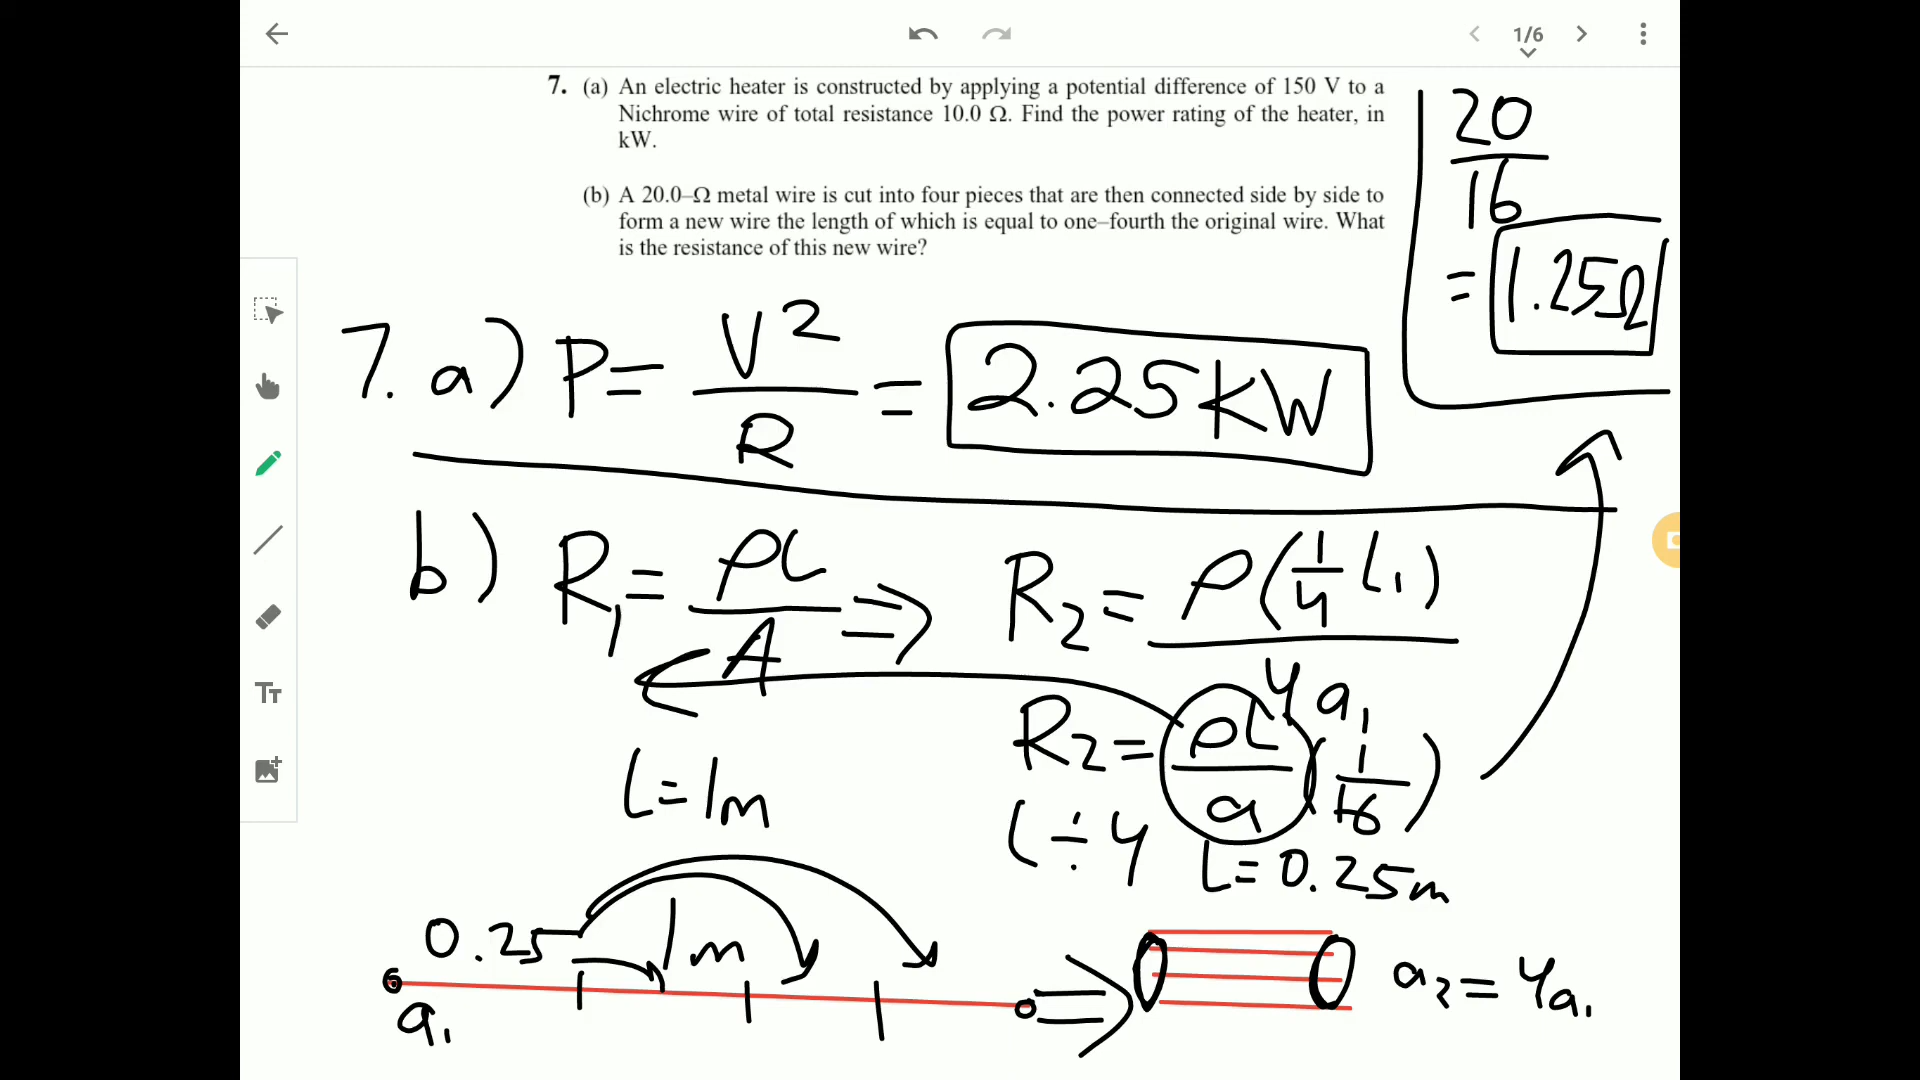 1/6
7. (a) An electric heater is constructed by applying a potential difference of 150 V to a
Nichrome wire of total resistance 10.0 Ω. Find the power rating of the heater, in
kW.
(b) A 20.0–Ω metal wire is cut into four pieces that are then connected side by side to
form a new wire the length of which is equal to one–fourth the original wire. What
is the resistance of this new wire?
20
16
= 1.25Ω
7. a) P = V²/R = 2.25 kW
b) R₁ = ρL/A ⇒ R₂ = ρ(1/4 L₁)/4a₁
R₂ = ρL/a (1/16)
L = 1m
L ÷ 4
L = 0.25m
0.25
1m
a₁
⇒
a₂ = 4a₁
Tт